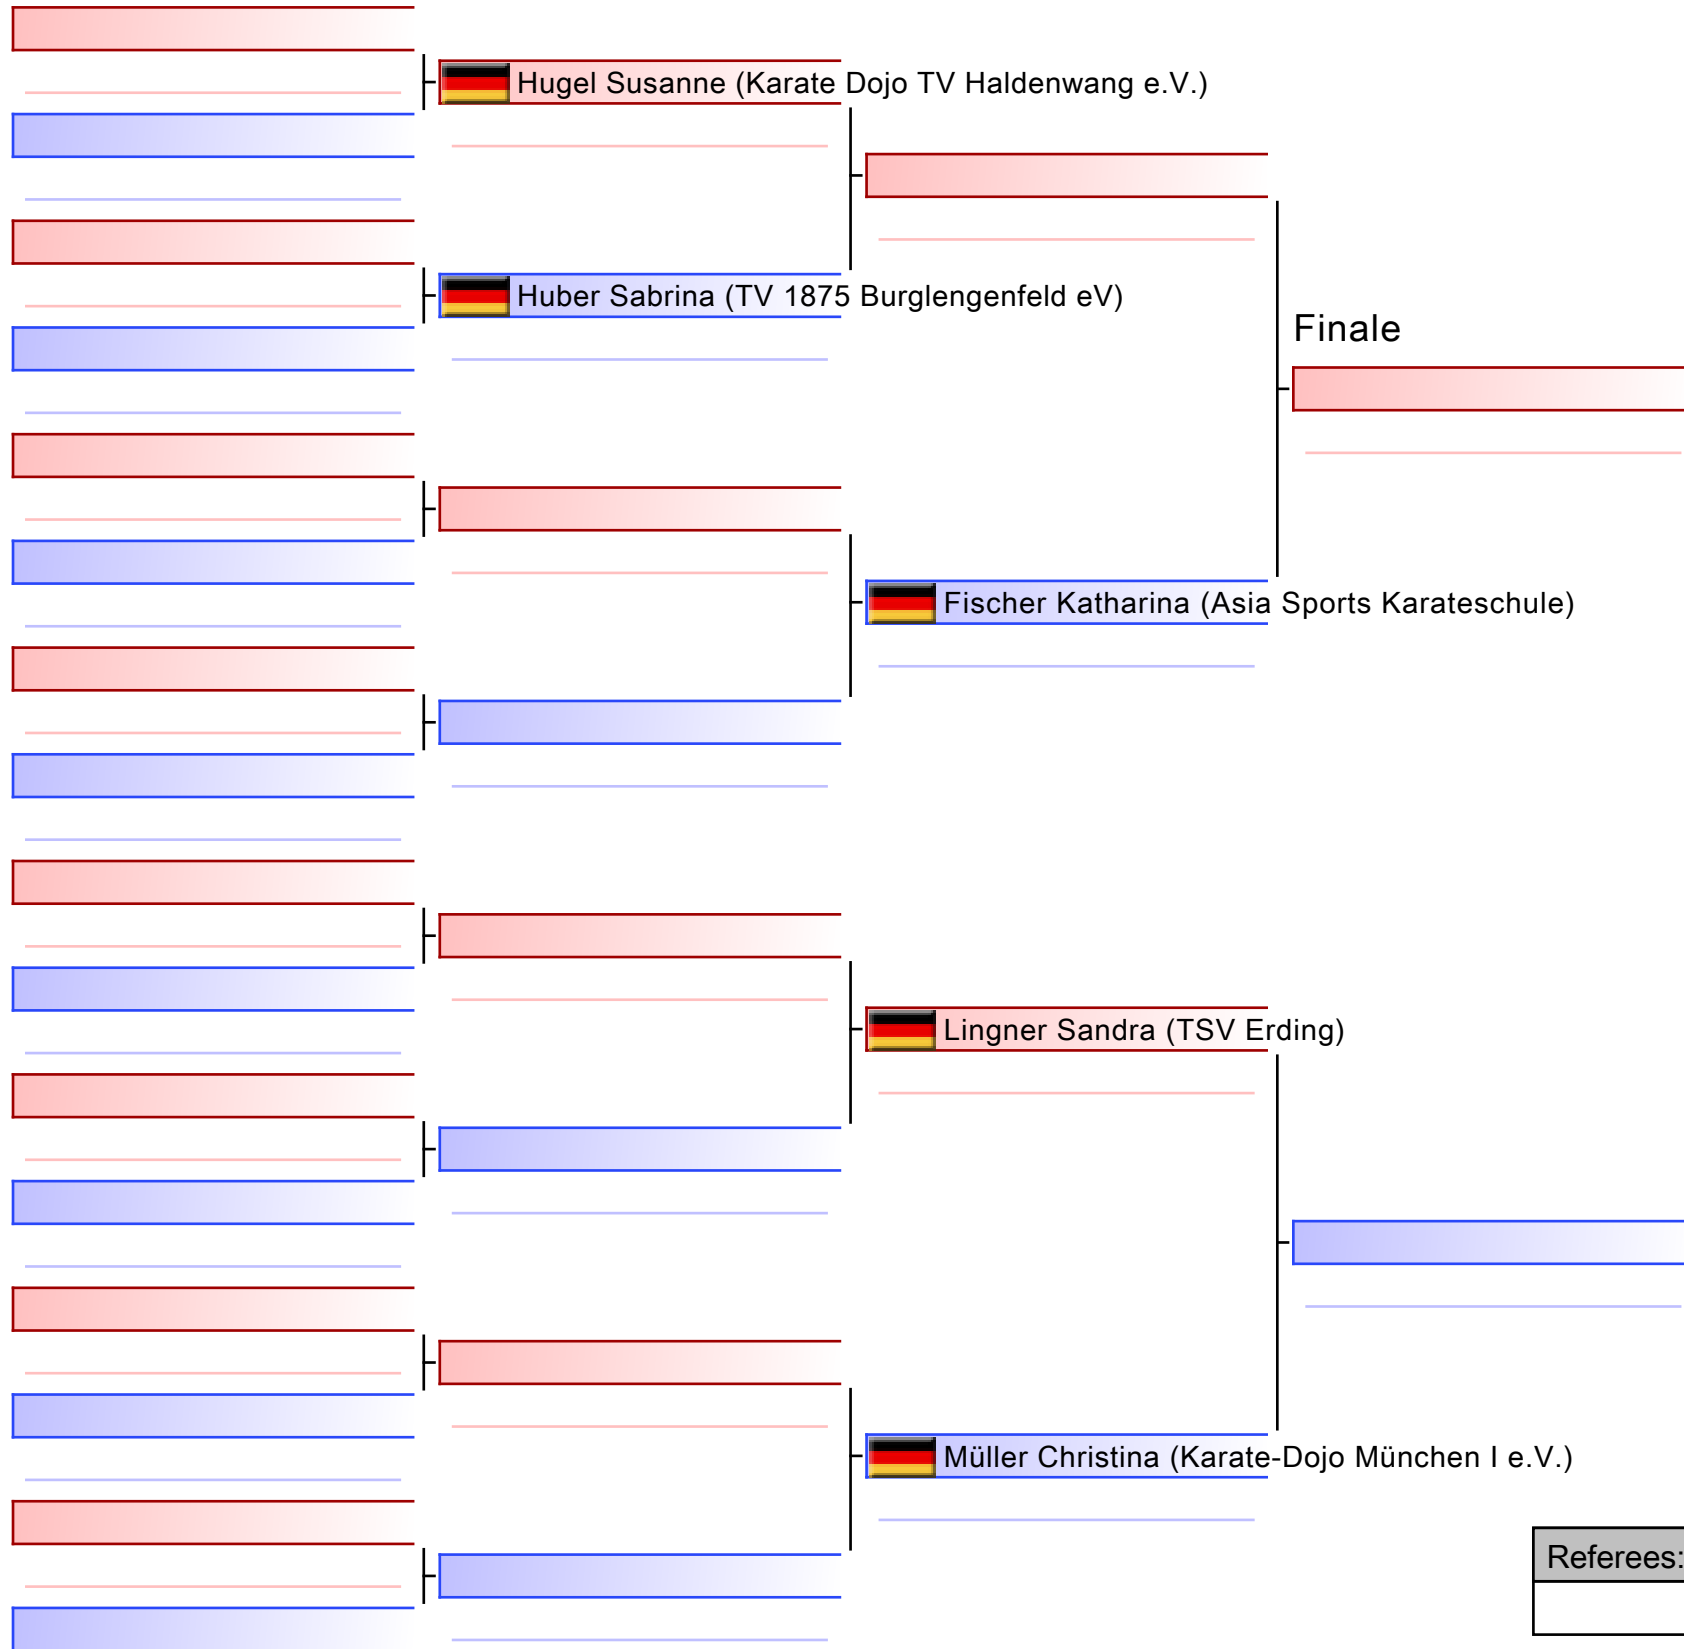 Hugel Susanne (Karate Dojo TV Haldenwang e.V.)
Huber Sabrina (TV 1875 Burglengenfeld eV)
Finale
Fischer Katharina (Asia Sports Karateschule)
Lingner Sandra (TSV Erding)
Müller Christina (Karate-Dojo München I e.V.)
Referees: